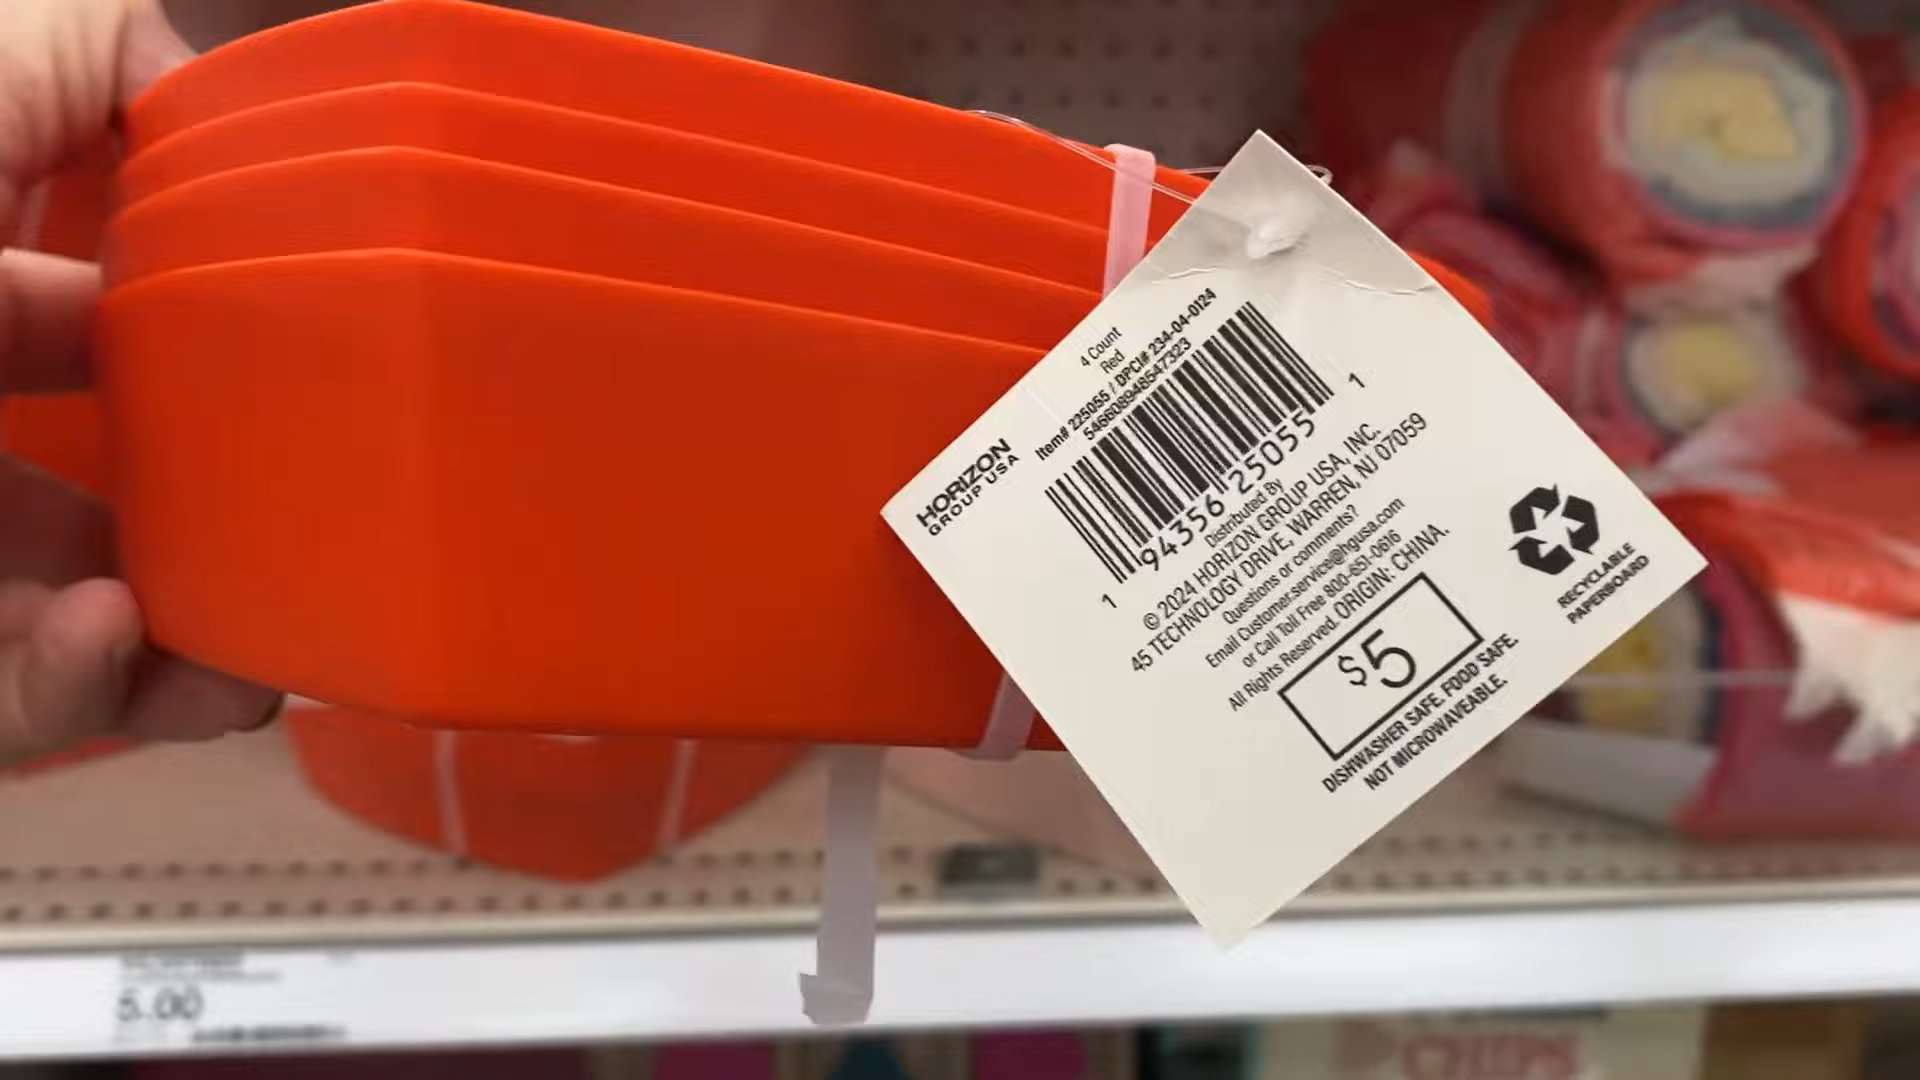 HORIZON
GROUP USA
4 Count
Red
Item# 225055 / DPCI# 234-04-0124
5466089485473​23
1 94356 25055 1
Distributed By
© 2024 HORIZON GROUP USA, INC.
45 TECHNOLOGY DRIVE, WARREN, NJ 07059
Questions or comments?
Email Customer.service@hgusa.com
or Call Toll Free 800-651-0616
All Rights Reserved. ORIGIN: CHINA.
$5
DISHWASHER SAFE. FOOD SAFE.
NOT MICROWAVEABLE.
RECYCLABLE
PAPERBOARD
5.00
CHIPS